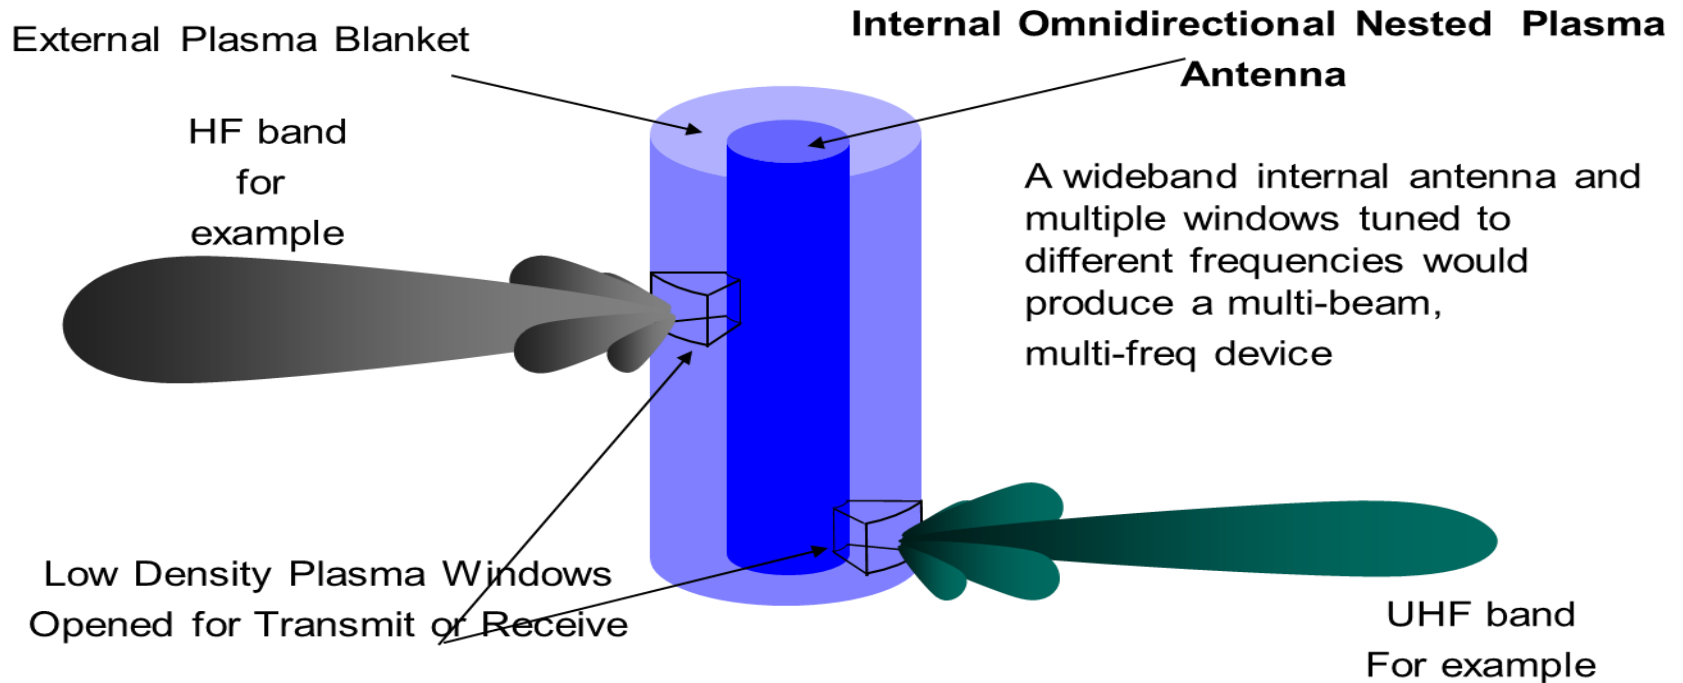 External Plasma Blanket
Internal Omnidirectional Nested Plasma
Antenna
HF band
for
example
A wideband internal antenna and
multiple windows tuned to
different frequencies would
produce a multi-beam,
multi-freq device
Low Density Plasma Windows
Opened for Transmit or Receive
UHF band
For example